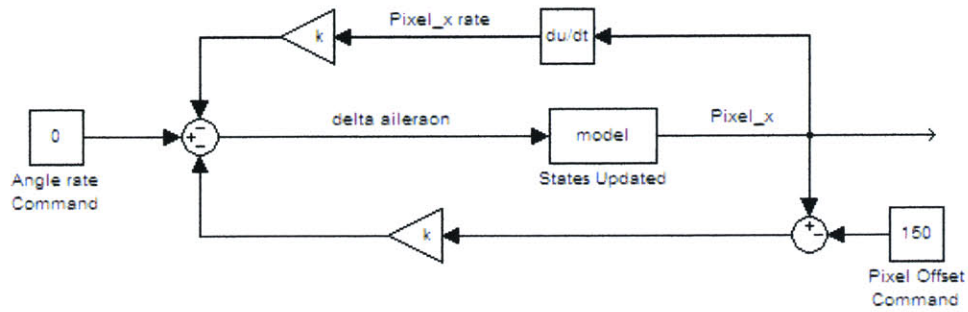 Pixel_x rate
k
du/dt
0
delta aileraon
model
Pixel_x
Angle rate
Command
States Updated
k
150
Pixel Offset
Command